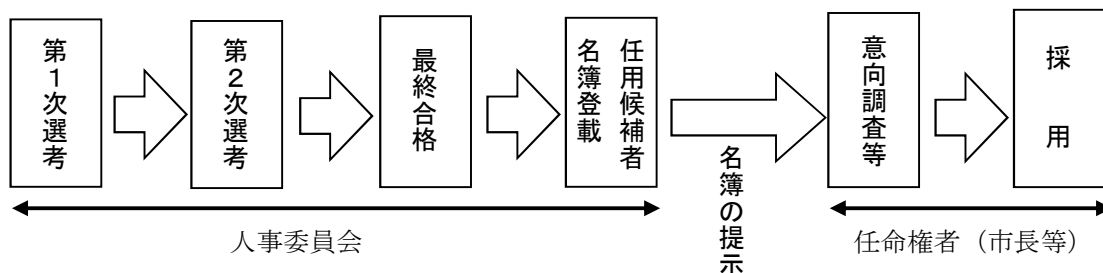 第1次選考
第2次選考
最終合格
任用候補者
名簿登載
名簿の提示
意向調査等
採用
人事委員会
任命権者（市長等）